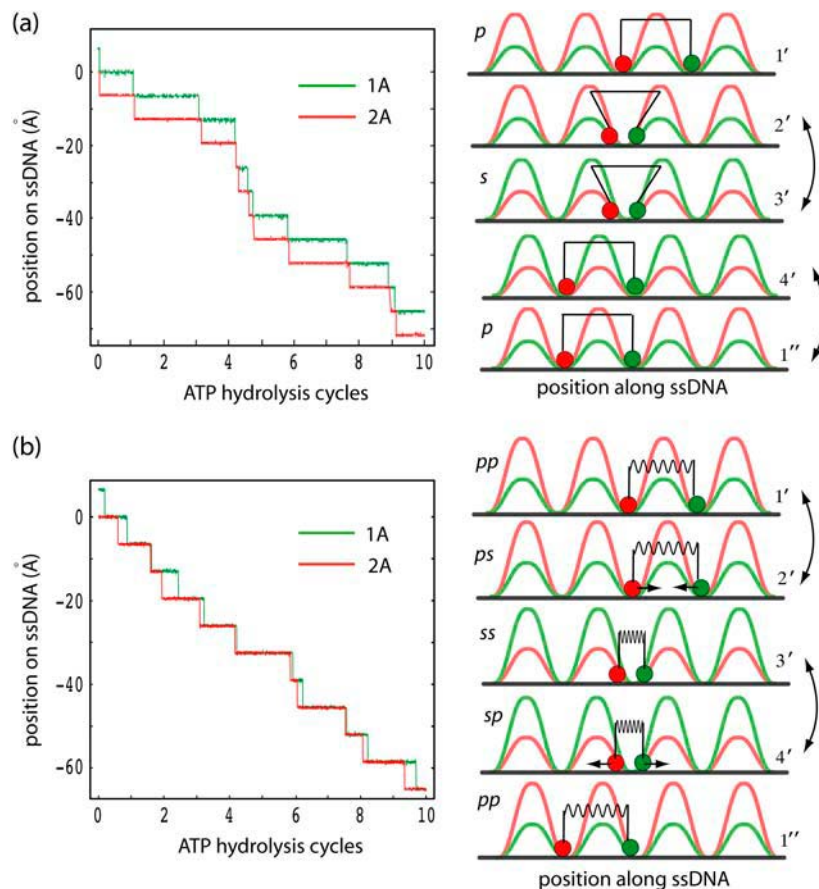 (a)
position on ssDNA (Å)
0
−20
−40
−60
1A
2A
0 2 4 6 8 10
ATP hydrolysis cycles
p
1′
2′
s
3′
4′
p
1″
position along ssDNA
(b)
position on ssDNA (Å)
0
−20
−40
−60
1A
2A
0 2 4 6 8 10
ATP hydrolysis cycles
pp
1′
ps
2′
ss
3′
sp
4′
pp
1″
position along ssDNA